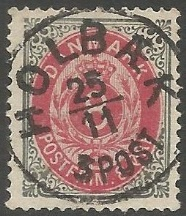 DANMARK
HOLBÆK
25
11
POST
POSTFRIM.